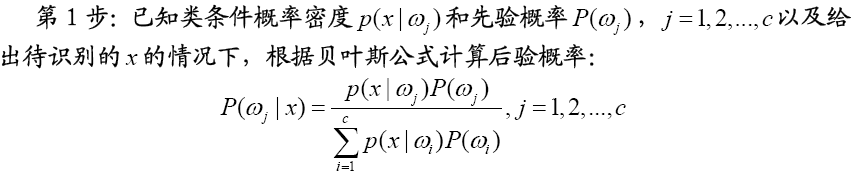 第 1 步：已知类条件概率密度 p(x | ω_j) 和先验概率 P(ω_j)，j = 1, 2, ..., c 以及给
出待识别的 x 的情况下，根据贝叶斯公式计算后验概率：
P(ω_j | x) = \frac{p(x | ω_j)P(ω_j)}{\sum_{i=1}^{c} p(x | ω_i)P(ω_i)}, j = 1, 2, ..., c